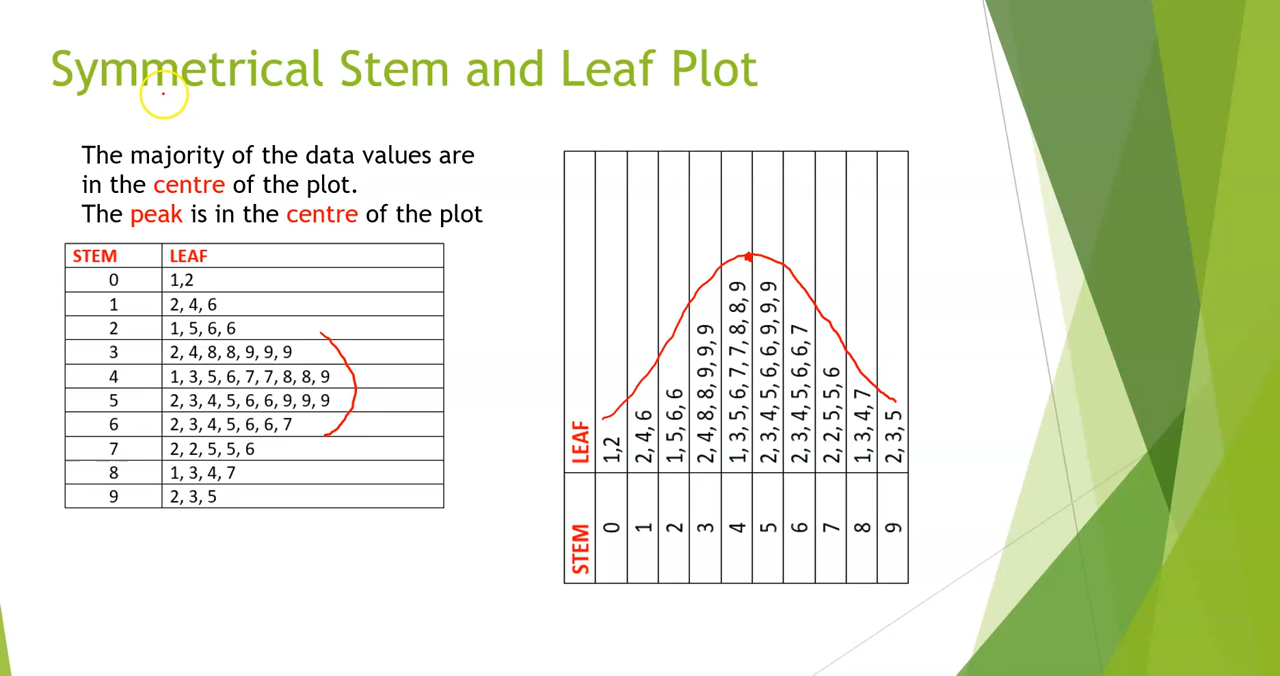 Symmetrical Stem and Leaf Plot
The majority of the data values are
in the centre of the plot.
The peak is in the centre of the plot
STEM LEAF
0 1,2
1 2, 4, 6
2 1, 5, 6, 6
3 2, 4, 8, 8, 9, 9, 9
4 1, 3, 5, 6, 7, 7, 8, 8, 9
5 2, 3, 4, 5, 6, 6, 9, 9, 9
6 2, 3, 4, 5, 6, 6, 7
7 2, 2, 5, 5, 6
8 1, 3, 4, 7
9 2, 3, 5
STEM LEAF
0 1,2
1 2, 4, 6
2 1, 5, 6, 6
3 2, 4, 8, 8, 9, 9, 9
4 1, 3, 5, 6, 7, 7, 8, 8, 9
5 2, 3, 4, 5, 6, 6, 9, 9, 9
6 2, 3, 4, 5, 6, 6, 7
7 2, 2, 5, 5, 6
8 1, 3, 4, 7
9 2, 3, 5